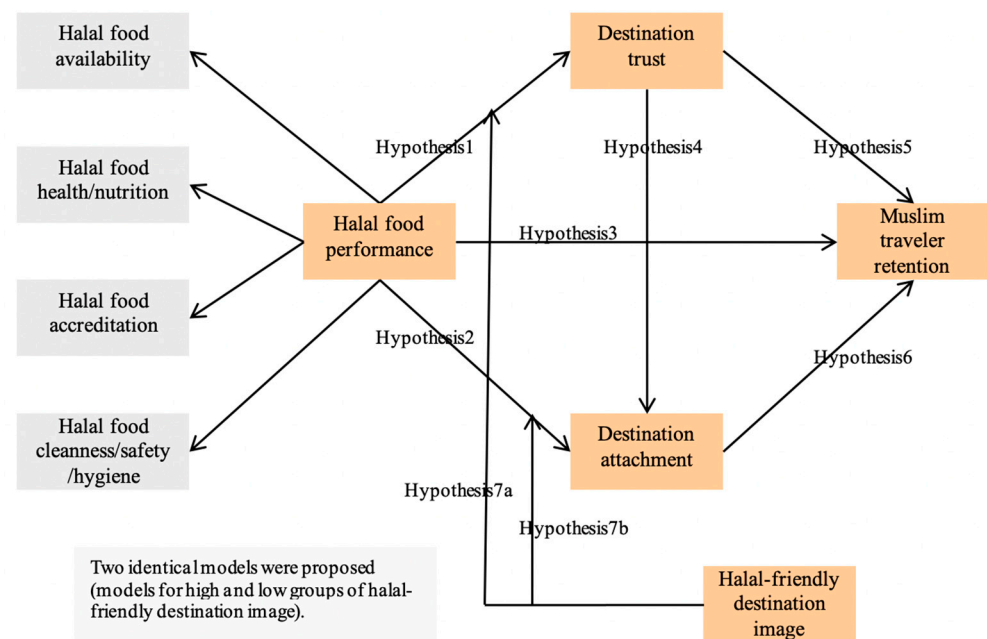 Halal food
availability
Destination
trust
Hypothesis1
Hypothesis4
Hypothesis5
Halal food
health/nutrition
Halal food
performance
Hypothesis3
Muslim
traveler
retention
Halal food
accreditation
Hypothesis2
Hypothesis6
Halal food
cleanness/safety
/hygiene
Destination
attachment
Hypothesis7a
Hypothesis7b
Two identical models were proposed
(models for high and low groups of halal-
friendly destination image).
Halal-friendly
destination
image